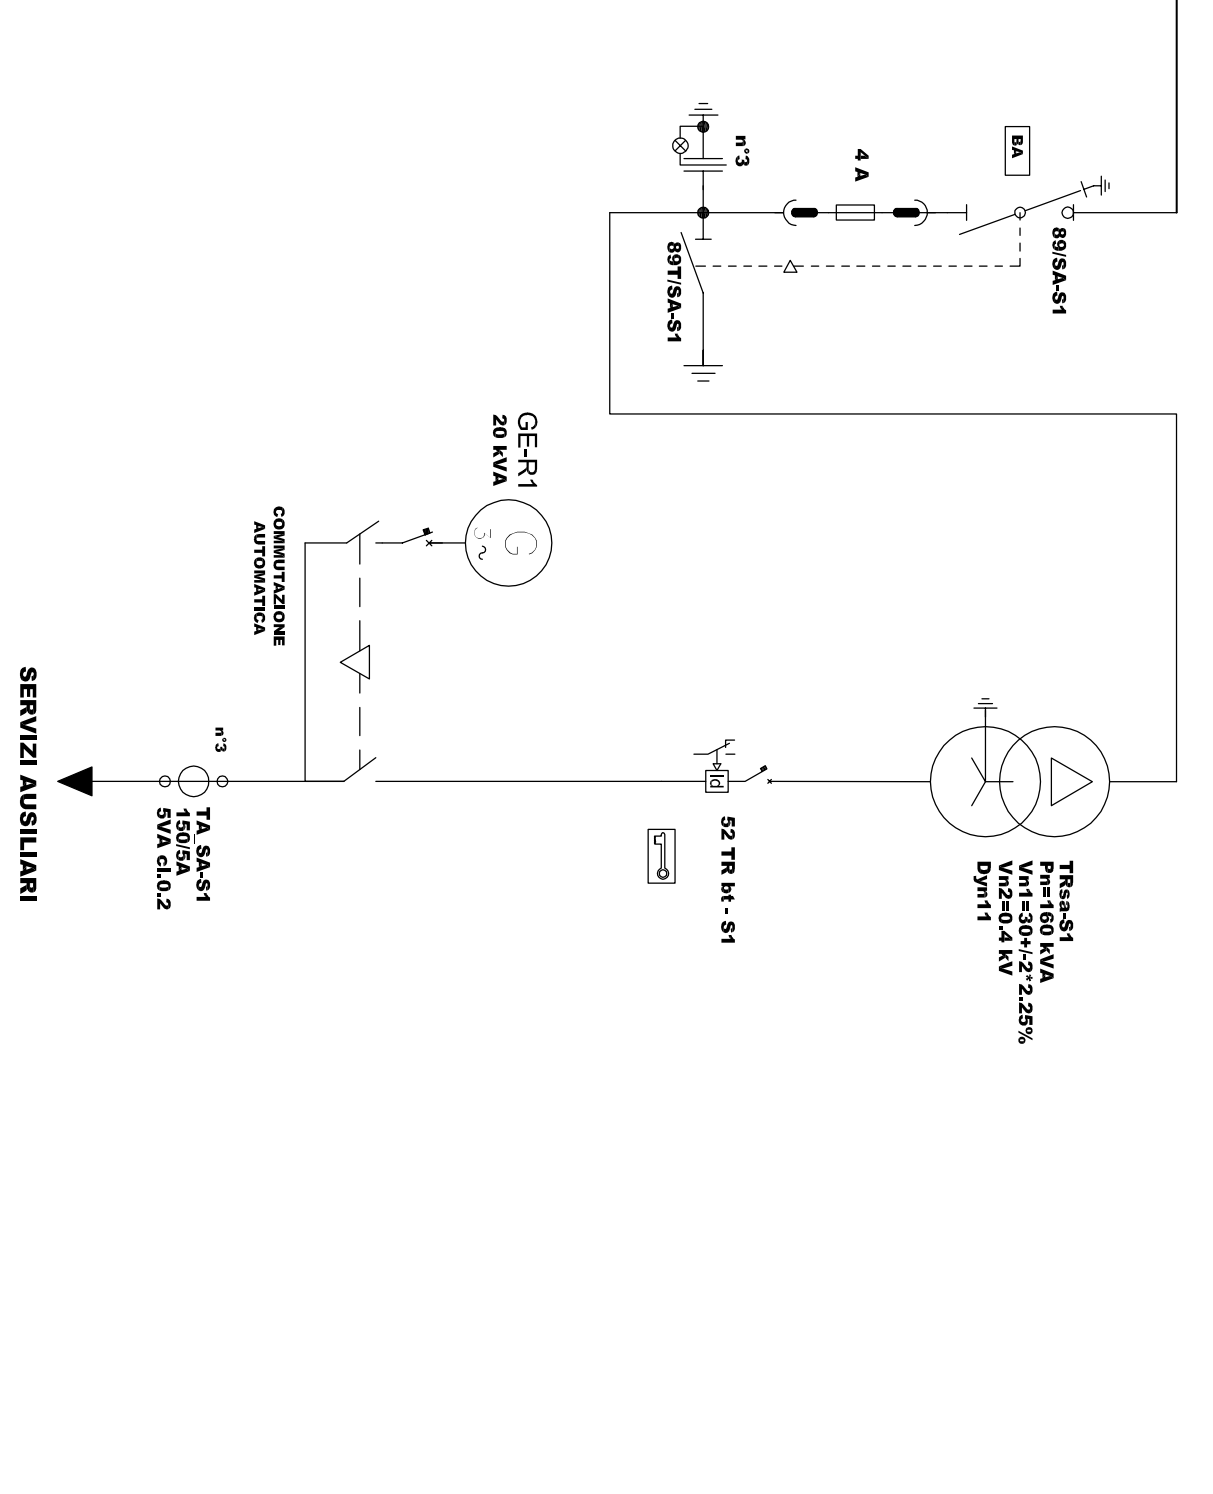 BA
89/SA-S1
4 A
n°3
89T/SA-S1
GE-R1
20 kVA
G
3
~
COMMUTAZIONE
AUTOMATICA
TRsa-S1
Pn=160 kVA
Vn1=30+/-2*2.25%
Vn2=0.4 kV
Dyn11
52 TR bt - S1
Id
n°3
TA_SA-S1
150/5A
5VA cl.0.2
SERVIZI AUSILIARI